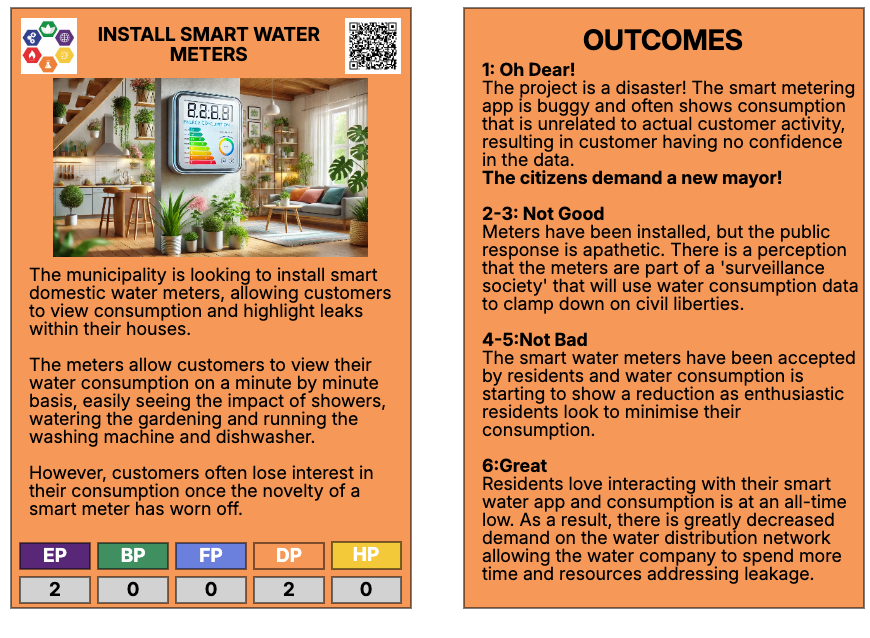 INSTALL SMART WATER
METERS
The municipality is looking to install smart
domestic water meters, allowing customers
to view consumption and highlight leaks
within their houses.
The meters allow customers to view their
water consumption on a minute by minute
basis, easily seeing the impact of showers,
watering the gardening and running the
washing machine and dishwasher.
However, customers often lose interest in
their consumption once the novelty of a
smart meter has worn off.
EP BP FP DP HP
2 0 0 2 0
OUTCOMES
1: Oh Dear!
The project is a disaster! The smart metering
app is buggy and often shows consumption
that is unrelated to actual customer activity,
resulting in customer having no confidence
in the data.
The citizens demand a new mayor!
2-3: Not Good
Meters have been installed, but the public
response is apathetic. There is a perception
that the meters are part of a 'surveillance
society' that will use water consumption data
to clamp down on civil liberties.
4-5:Not Bad
The smart water meters have been accepted
by residents and water consumption is
starting to show a reduction as enthusiastic
residents look to minimise their
consumption.
6:Great
Residents love interacting with their smart
water app and consumption is at an all-time
low. As a result, there is greatly decreased
demand on the water distribution network
allowing the water company to spend more
time and resources addressing leakage.